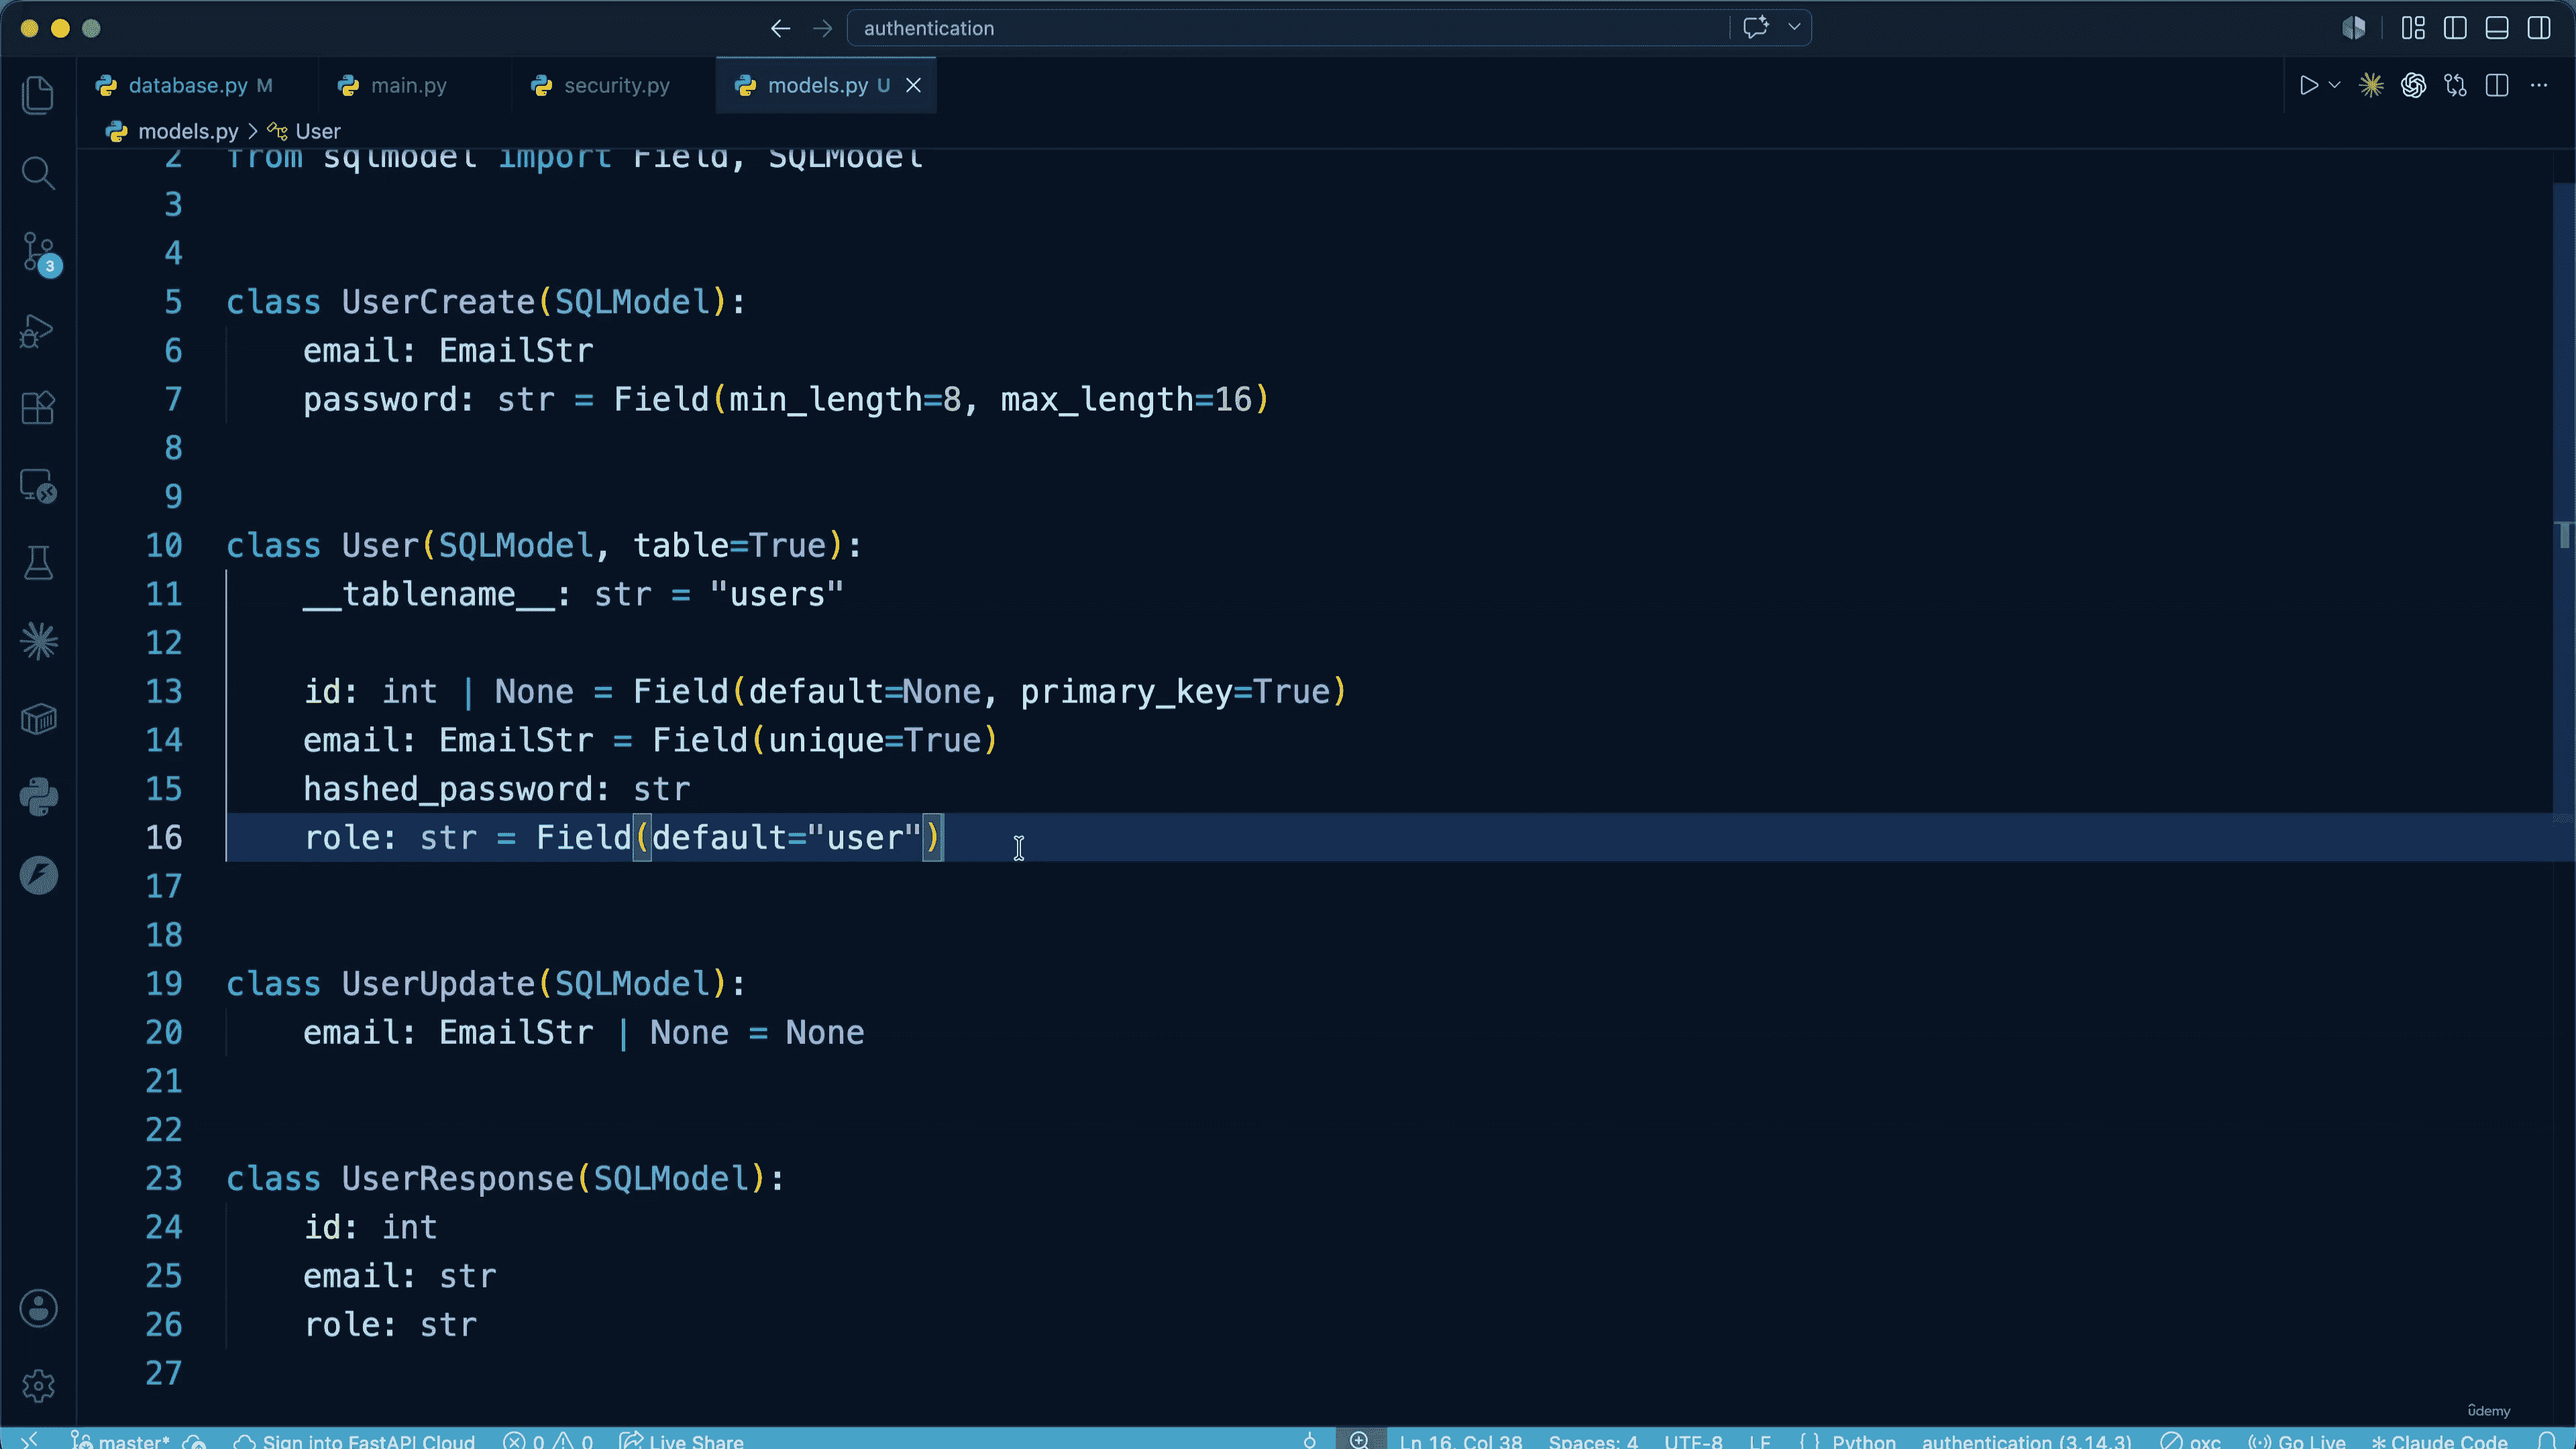 authentication
database.py M main.py security.py models.py U
models.py > User
2 from sqlmodel import Field, SQLModel
3
4
5 class UserCreate(SQLModel):
6     email: EmailStr
7     password: str = Field(min_length=8, max_length=16)
8
9
10 class User(SQLModel, table=True):
11     __tablename__: str = "users"
12
13     id: int | None = Field(default=None, primary_key=True)
14     email: EmailStr = Field(unique=True)
15     hashed_password: str
16     role: str = Field(default="user")
17
18
19 class UserUpdate(SQLModel):
20     email: EmailStr | None = None
21
22
23 class UserResponse(SQLModel):
24     id: int
25     email: str
26     role: str
27
3
ûdemy
master* Sign into FastAPI Cloud 0 0 Live Share Ln 16, Col 38 Spaces: 4 UTF-8 LF { } Python authentication (3.14.3) oxc Go Live Claude Code